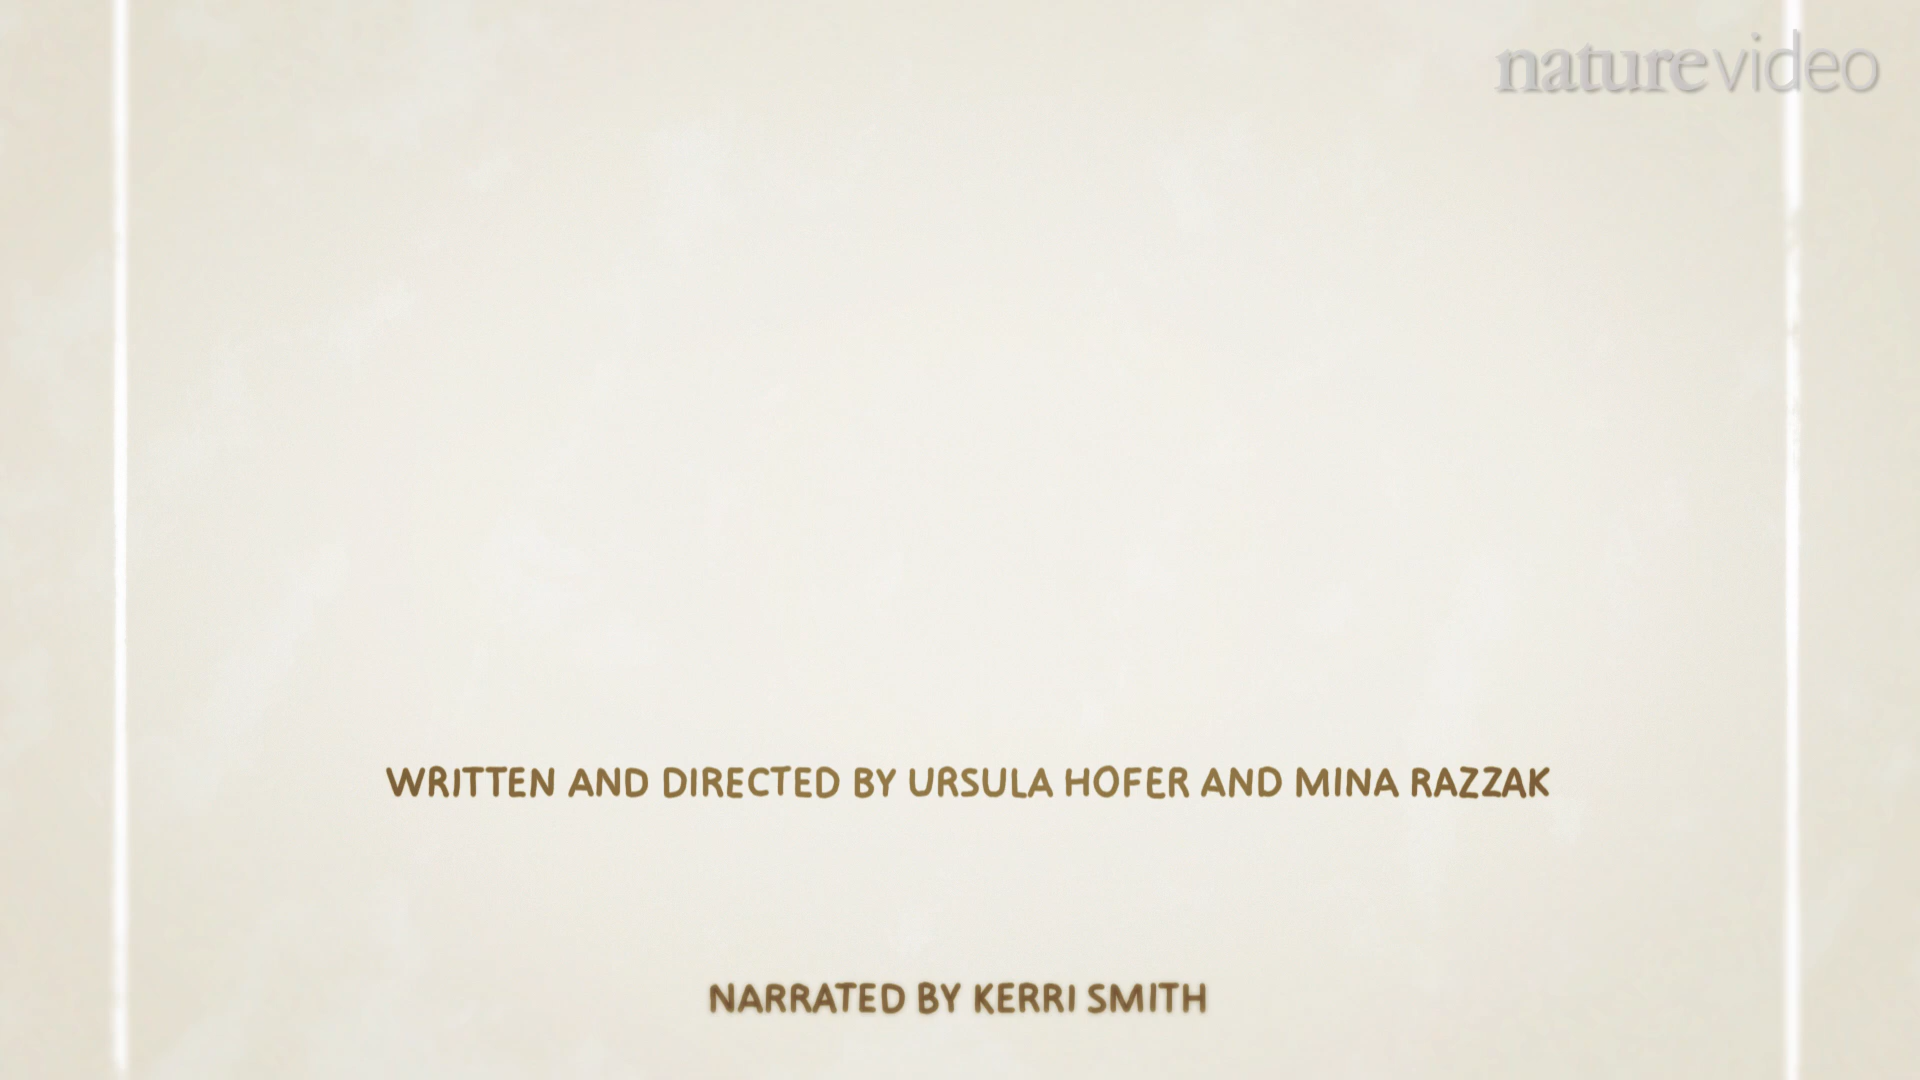 naturevideo
WRITTEN AND DIRECTED BY URSULA HOFER AND MINA RAZZAK
NARRATED BY KERRI SMITH